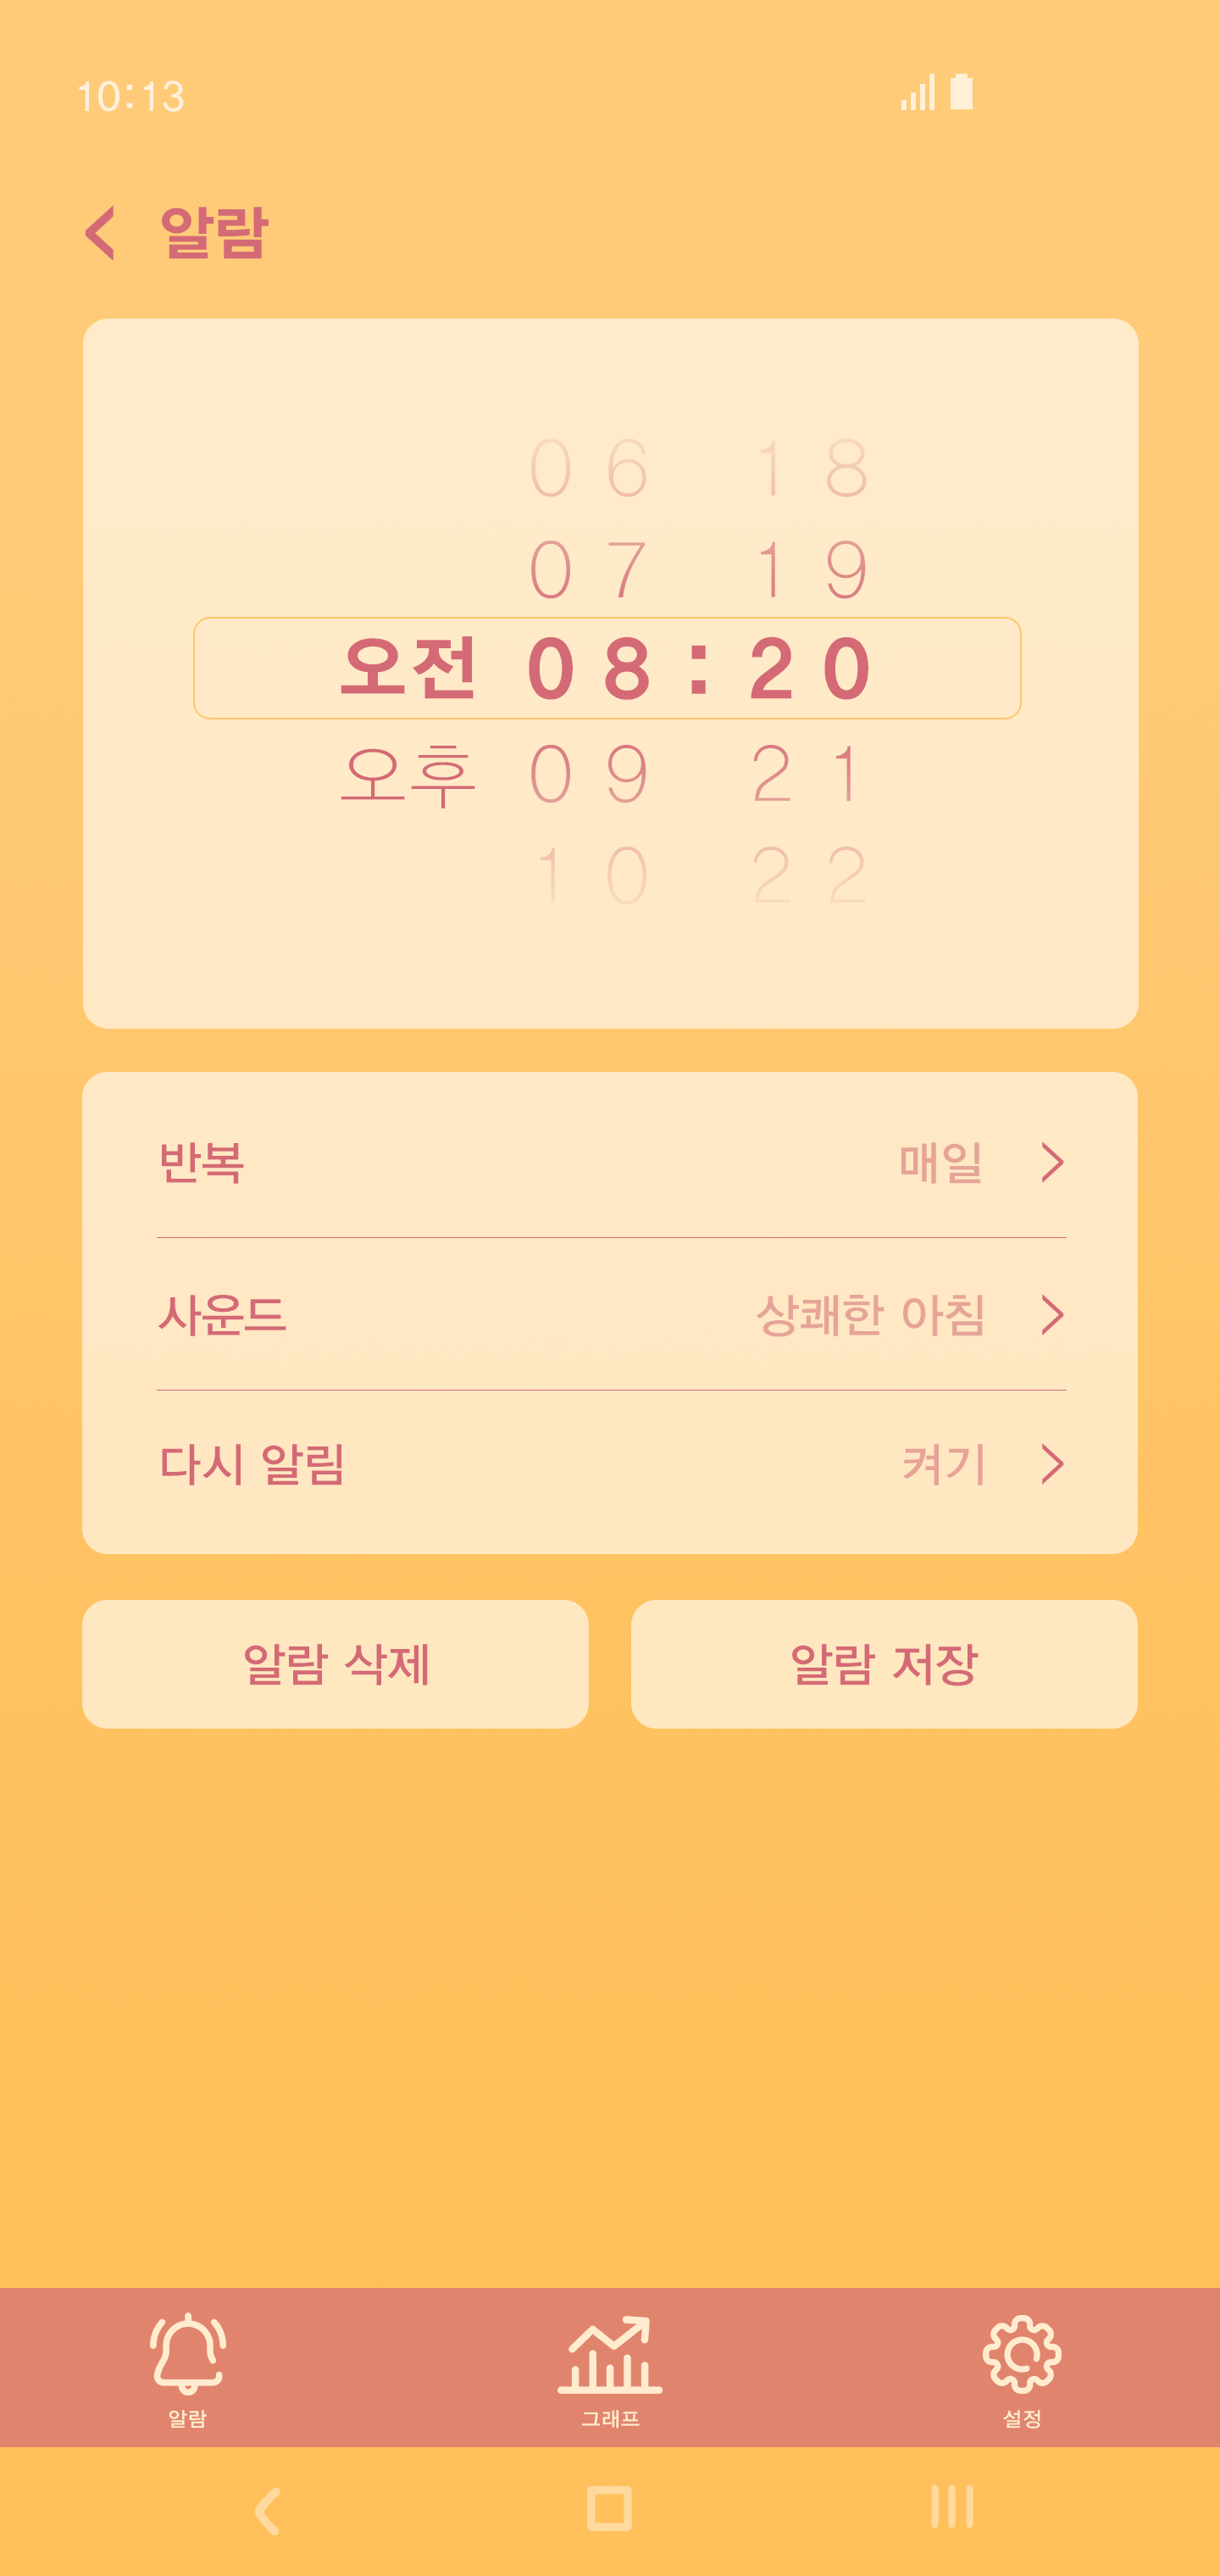 10:13
알람
06 18
07 19
오전 08 : 20
오후 09 21
10 22
반복 매일
사운드 상쾌한 아침
다시 알림 켜기
알람 삭제 알람 저장
알람 그래프 설정